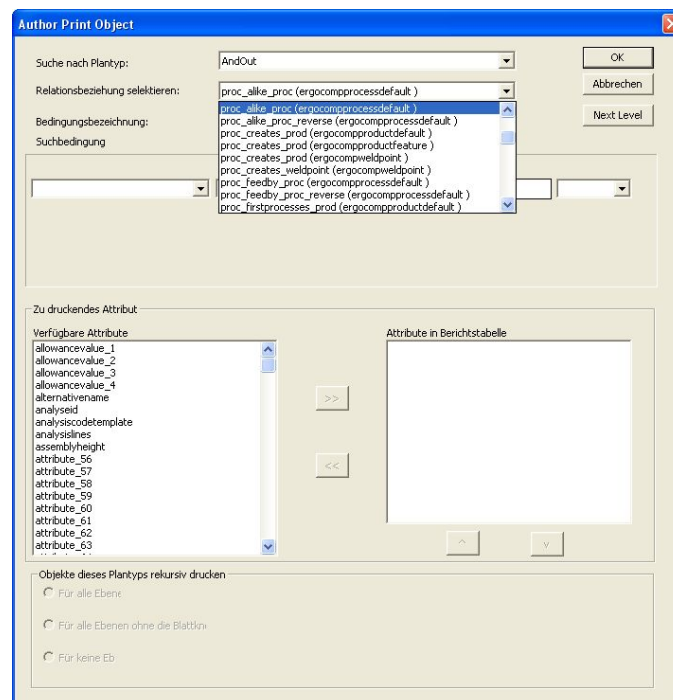 Author Print Object
Suche nach Plantyp:
AndOut
OK
Relationsbeziehung selektieren:
proc_alike_proc (ergocompprocessdefault )
Abbrechen
proc_alike_proc (ergocompprocessdefault )
proc_alike_proc_reverse (ergocompprocessdefault )
Bedingungsbezeichnung:
Next Level
proc_creates_prod (ergocompproductdefault )
Suchbedingung
proc_creates_prod (ergocompproductfeature )
proc_creates_prod (ergocompweldpoint )
proc_creates_weldpoint (ergocompweldpoint )
proc_feedby_proc (ergocompprocessdefault )
proc_feedby_proc_reverse (ergocompprocessdefault )
proc_firstprocesses_prod (ergocompproductdefault )
Zu druckendes Attribut
Verfügbare Attribute
Attribute in Berichtstabelle
allowancevalue_1
allowancevalue_2
allowancevalue_3
allowancevalue_4
alternativename
analyseid
analysiscodetemplate
analysislines
assemblyheight
attribute_56
attribute_57
attribute_58
attribute_59
attribute_60
attribute_61
attribute_62
attribute_63
>>
<<
^
v
Objekte dieses Plantyps rekursiv drucken
Für alle Ebene
Für alle Ebenen ohne die Blattkn
Für keine Eb